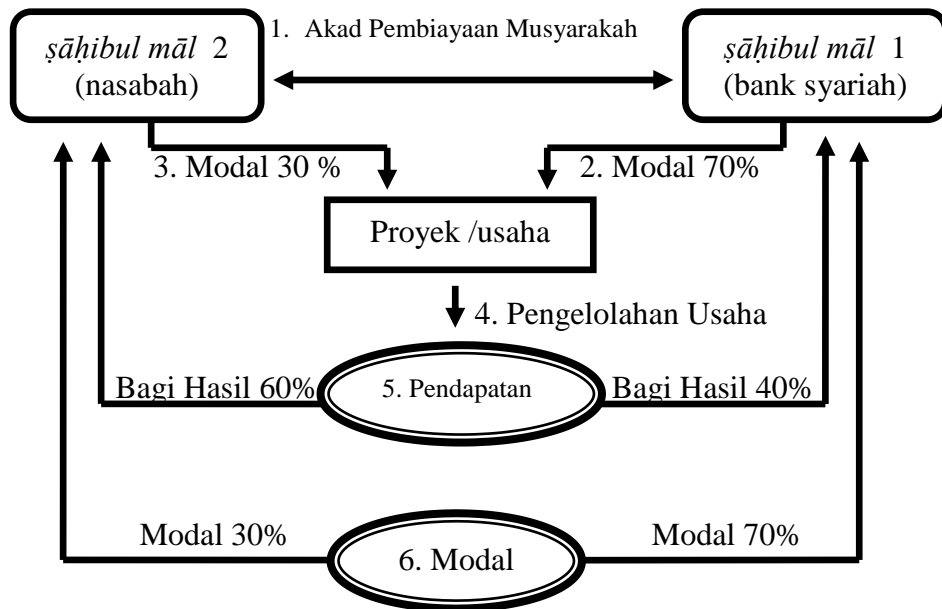 1. Akad Pembiayaan Musyarakah
ṣāḥibul māl 2
(nasabah)
ṣāḥibul māl 1
(bank syariah)
3. Modal 30 %
2. Modal 70%
Proyek /usaha
4. Pengelolahan Usaha
Bagi Hasil 60%
5. Pendapatan
Bagi Hasil 40%
Modal 30%
6. Modal
Modal 70%